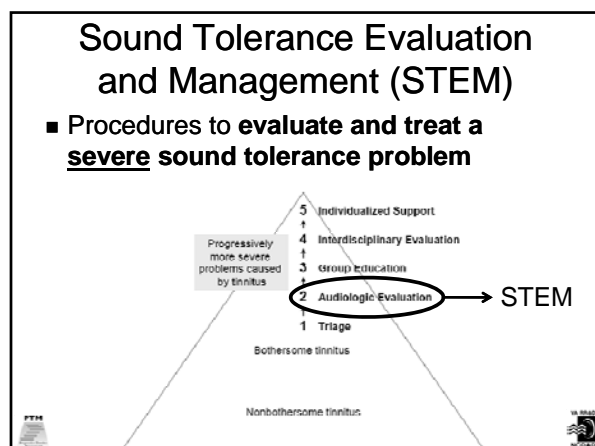 Sound Tolerance Evaluation
and Management (STEM)
■ Procedures to evaluate and treat a
severe sound tolerance problem
5 Individualized Support
4 Interdisciplinary Evaluation
Progressively
more severe
problems caused
by tinnitus
3 Group Education
2 Audiologic Evaluation
STEM
1 Triage
Bothersome tinnitus
Nonbothersome tinnitus
PTM